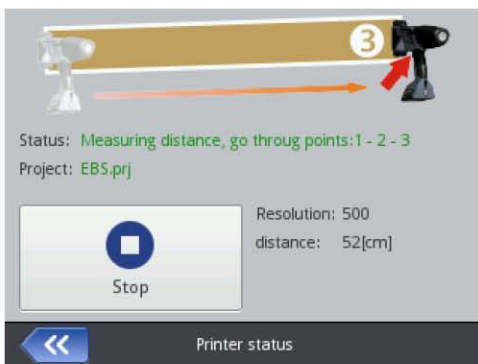 3
Status: Measuring distance, go throug points:1 - 2 - 3
Project: EBS.prj
Resolution: 500
distance: 52[cm]
Stop
Printer status